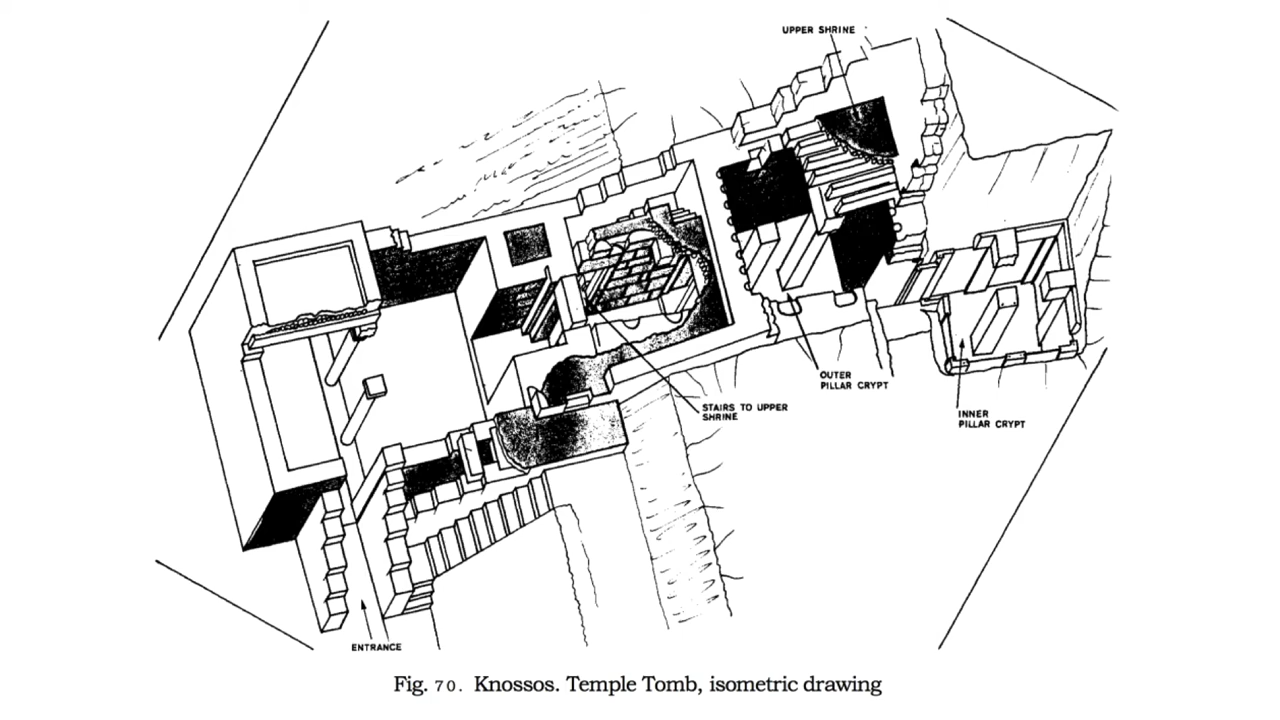 UPPER SHRINE
OUTER
PILLAR CRYPT
STAIRS TO UPPER
SHRINE
INNER
PILLAR CRYPT
ENTRANCE
Fig. 70. Knossos. Temple Tomb, isometric drawing